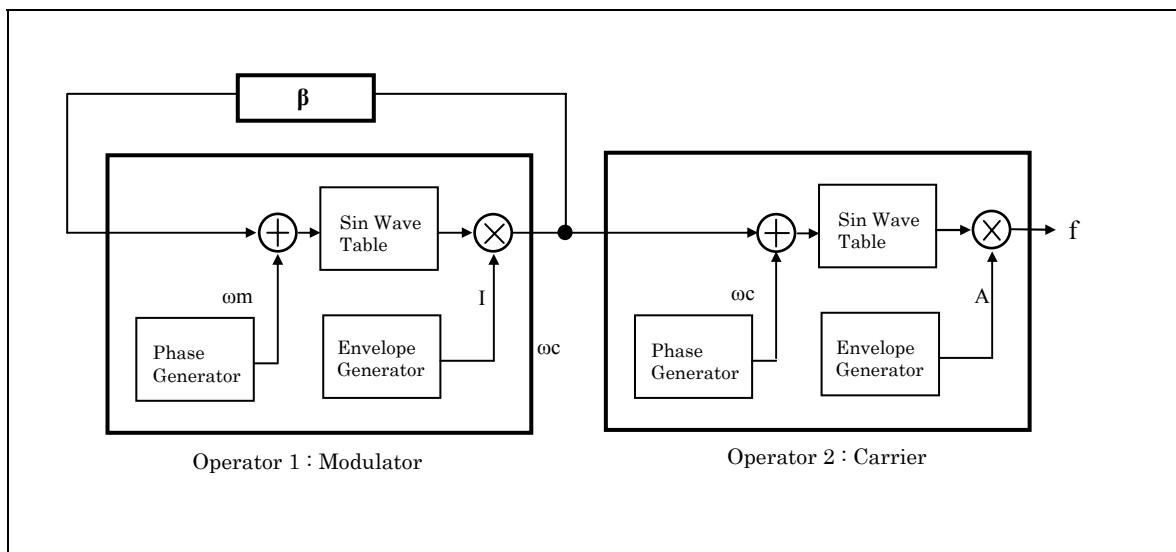 β
Sin Wave
Table
ωm
I
Phase
Generator
Envelope
Generator
ωc
Operator 1 : Modulator
Sin Wave
Table
f
ωc
A
Phase
Generator
Envelope
Generator
Operator 2 : Carrier